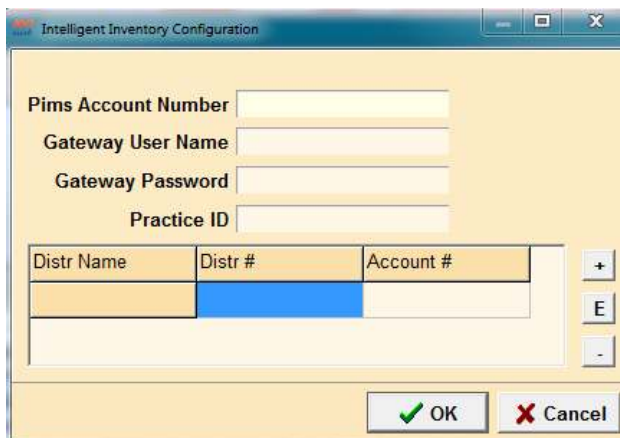 Intelligent Inventory Configuration
Pims Account Number
Gateway User Name
Gateway Password
Practice ID
Distr Name Distr # Account #
+
E
-
OK Cancel